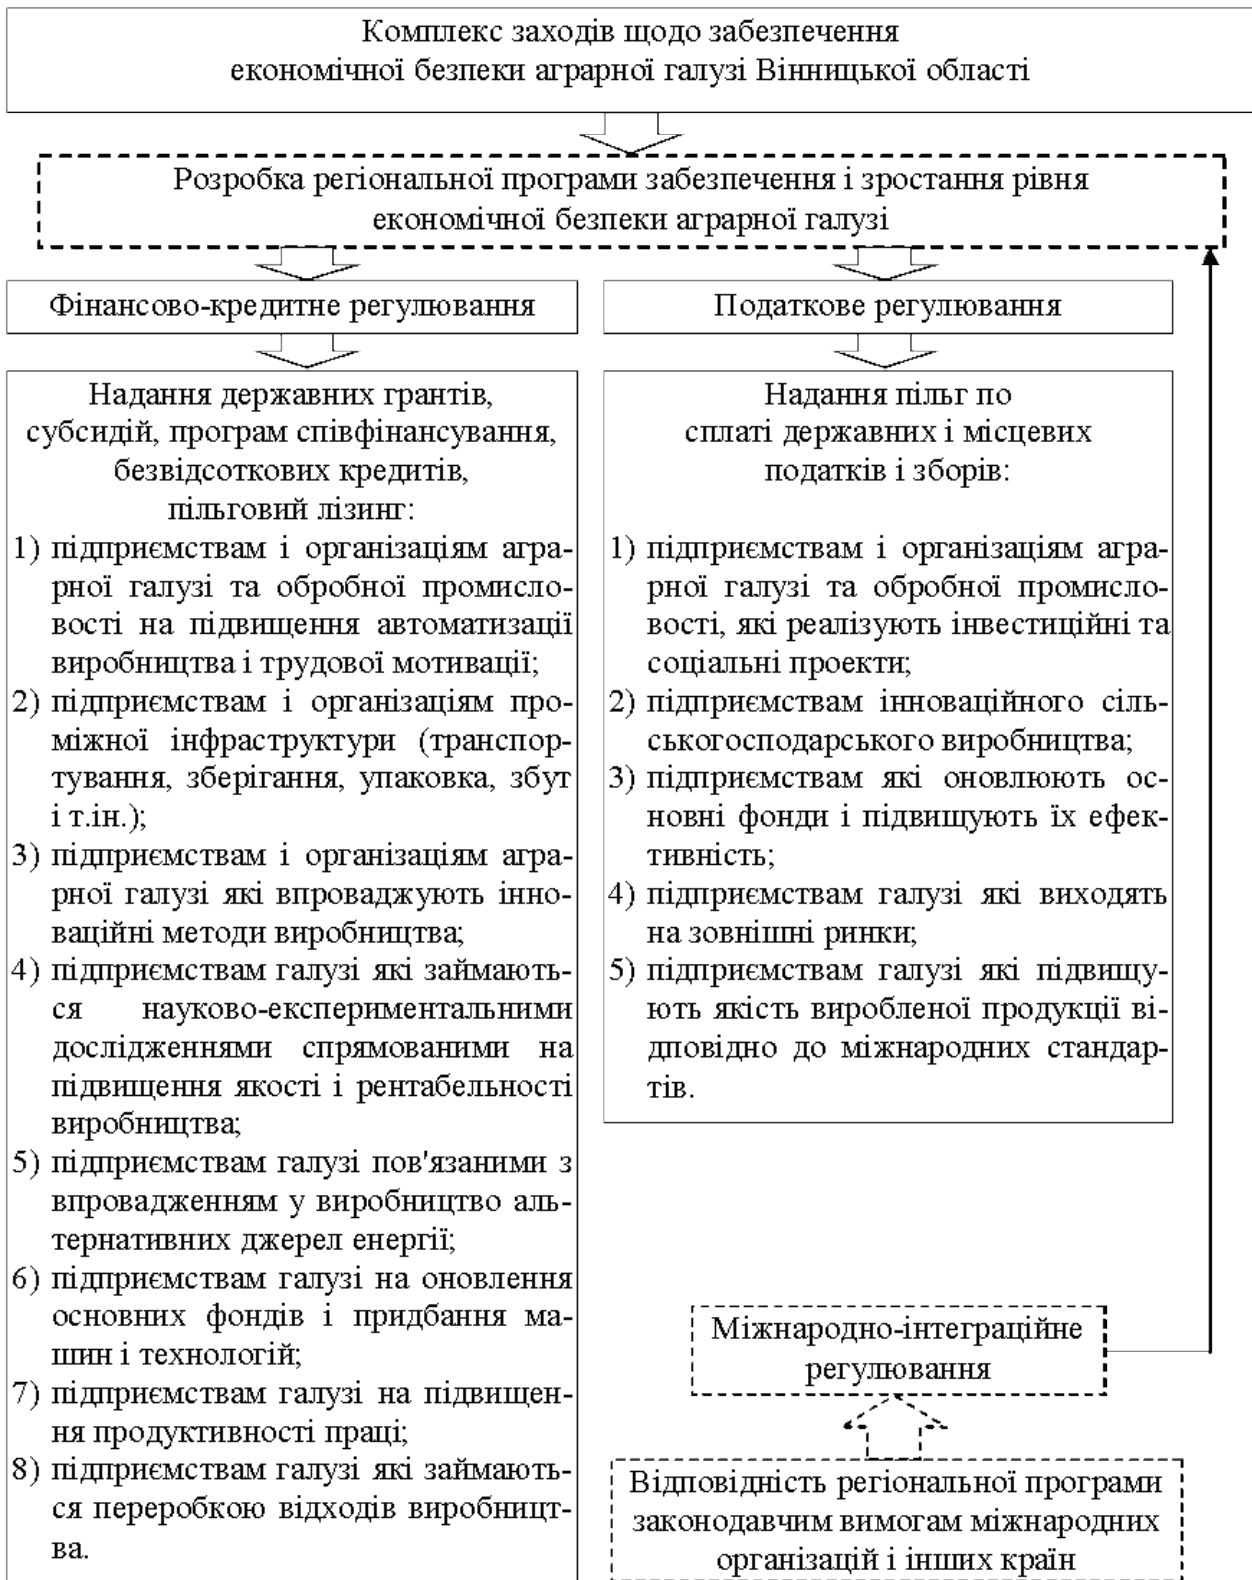 Комплекс заходів щодо забезпечення
економічної безпеки аграрної галузі Вінницької області
Розробка регіональної програми забезпечення і зростання рівня
економічної безпеки аграрної галузі
Фінансово-кредитне регулювання
Надання державних грантів,
субсидій, програм співфінансування,
безвідсоткових кредитів,
пільговий лізинг:
1) підприємствам і організаціям агра-
рної галузі та обробної промисло-
вості на підвищення автоматизації
виробництва і трудової мотивації;
2) підприємствам і організаціям про-
міжної інфраструктури (транспор-
тування, зберігання, упаковка, збут
і т.ін.);
3) підприємствам і організаціям агра-
рної галузі які впроваджують інно-
ваційні методи виробництва;
4) підприємствам галузі які займають-
ся науково-експериментальними
дослідженнями спрямованими на
підвищення якості і рентабельності
виробництва;
5) підприємствам галузі пов'язаними з
впровадженням у виробництво аль-
тернативних джерел енергії;
6) підприємствам галузі на оновлення
основних фондів і придбання ма-
шин і технологій;
7) підприємствам галузі на підвищен-
ня продуктивності праці;
8) підприємствам галузі які займають-
ся переробкою відходів виробницт-
ва.
Податкове регулювання
Надання пільг по
сплаті державних і місцевих
податків і зборів:
1) підприємствам і організаціям агра-
рної галузі та обробної промисло-
вості, які реалізують інвестиційні та
соціальні проекти;
2) підприємствам інноваційного сіль-
ськогосподарського виробництва;
3) підприємствам які оновлюють ос-
новні фонди і підвищують їх ефек-
тивність;
4) підприємствам галузі які виходять
на зовнішні ринки;
5) підприємствам галузі які підвищу-
ють якість виробленої продукції ві-
дповідно до міжнародних стандар-
тів.
Міжнародно-інтеграційне
регулювання
Відповідність регіональної програми
законодавчим вимогам міжнародних
організацій і інших країн